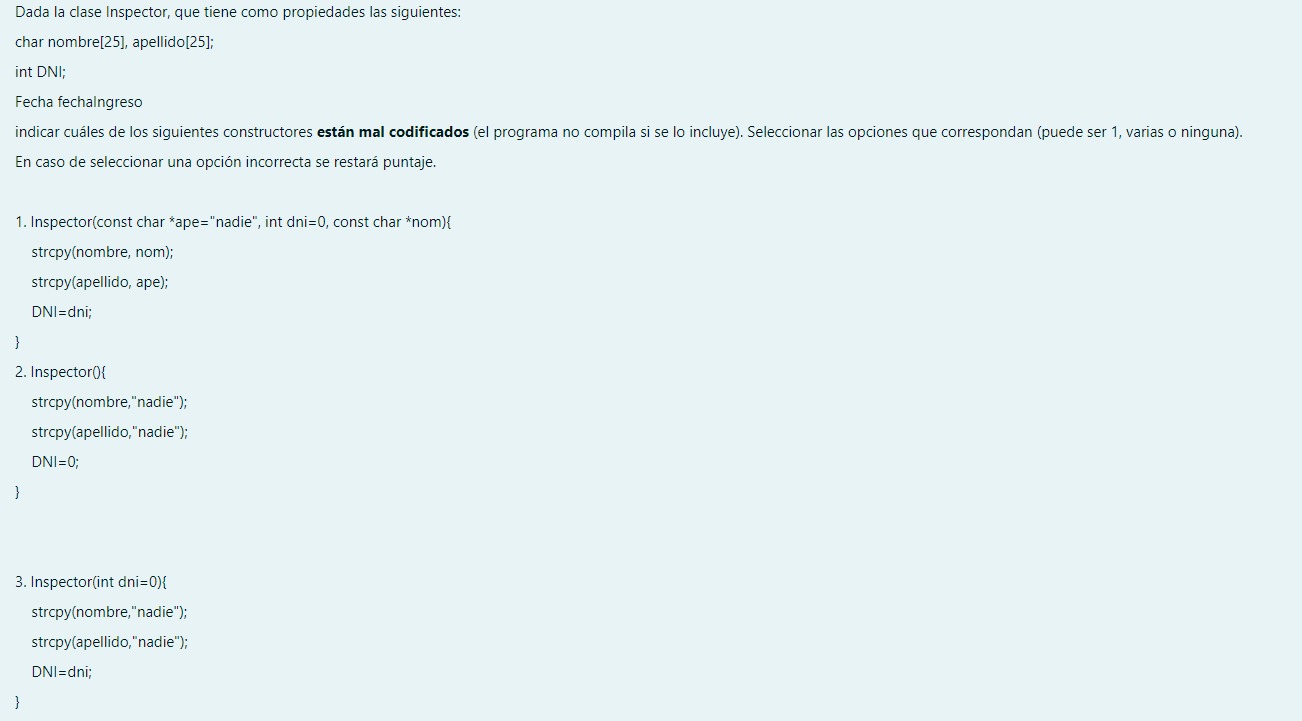 Dada la clase Inspector, que tiene como propiedades las siguientes:
char nombre[25], apellido[25];
int DNI;
Fecha fechaIngreso
indicar cuáles de los siguientes constructores están mal codificados (el programa no compila si se lo incluye). Seleccionar las opciones que correspondan (puede ser 1, varias o ninguna).
En caso de seleccionar una opción incorrecta se restará puntaje.
1. Inspector(const char *ape="nadie", int dni=0, const char *nom){
strcpy(nombre, nom);
strcpy(apellido, ape);
DNI=dni;
}
2. Inspector(){
strcpy(nombre,"nadie");
strcpy(apellido,"nadie");
DNI=0;
}
3. Inspector(int dni=0){
strcpy(nombre,"nadie");
strcpy(apellido,"nadie");
DNI=dni;
}